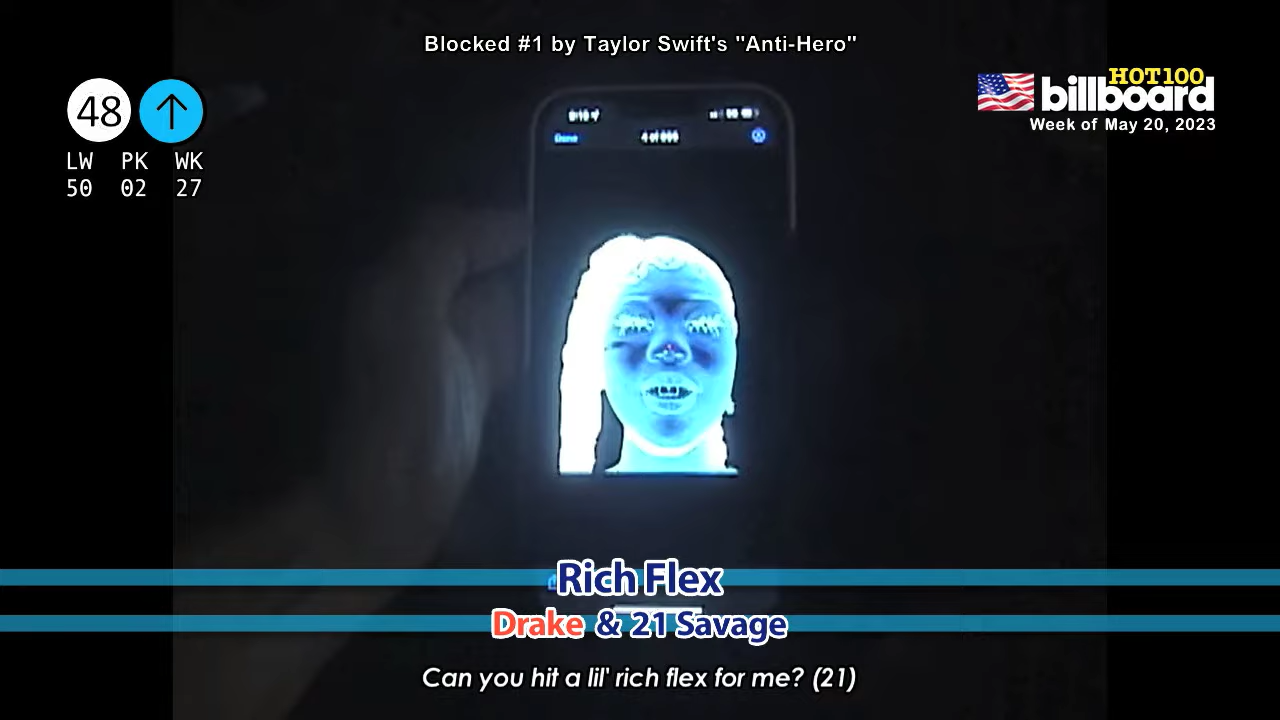 Blocked #1 by Taylor Swift's "Anti-Hero"
48
HOT100
billboard
Week of May 20, 2023
LW PK WK
50 02 27
Done
Rich Flex
Drake & 21 Savage
Can you hit a lil' rich flex for me? (21)